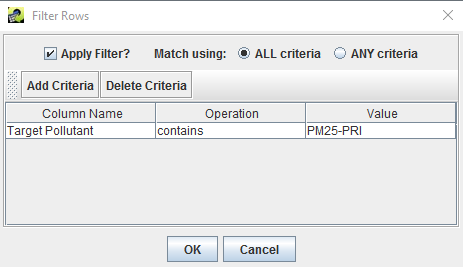 Filter Rows
Apply Filter? Match using: ALL criteria ANY criteria
Add Criteria Delete Criteria
Column Name Operation Value
Target Pollutant contains PM25-PRI
OK Cancel